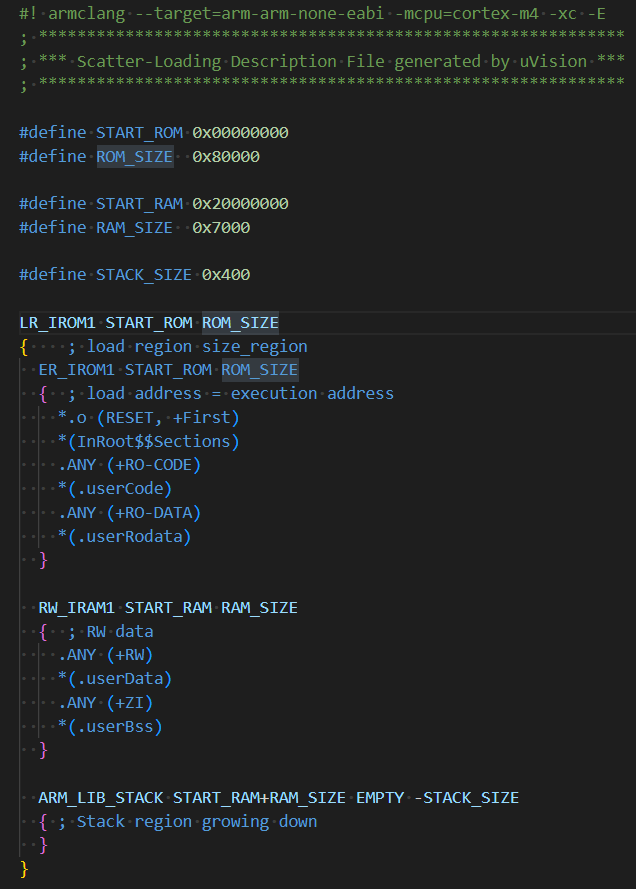 #! armclang --target=arm-arm-none-eabi -mcpu=cortex-m4 -xc -E
; *************************************************************
; *** Scatter-Loading Description File generated by uVision ***
; *************************************************************

#define START_ROM 0x00000000
#define ROM_SIZE  0x80000

#define START_RAM 0x20000000
#define RAM_SIZE  0x7000

#define STACK_SIZE 0x400

LR_IROM1 START_ROM ROM_SIZE
{    ; load region size_region
  ER_IROM1 START_ROM ROM_SIZE
  {  ; load address = execution address
    *.o (RESET, +First)
    *(InRoot$$Sections)
    .ANY (+RO-CODE)
    *(.userCode)
    .ANY (+RO-DATA)
    *(.userRodata)
  }

  RW_IRAM1 START_RAM RAM_SIZE
  {  ; RW data
    .ANY (+RW)
    *(.userData)
    .ANY (+ZI)
    *(.userBss)
  }

  ARM_LIB_STACK START_RAM+RAM_SIZE EMPTY -STACK_SIZE
  { ; Stack region growing down
  }
}